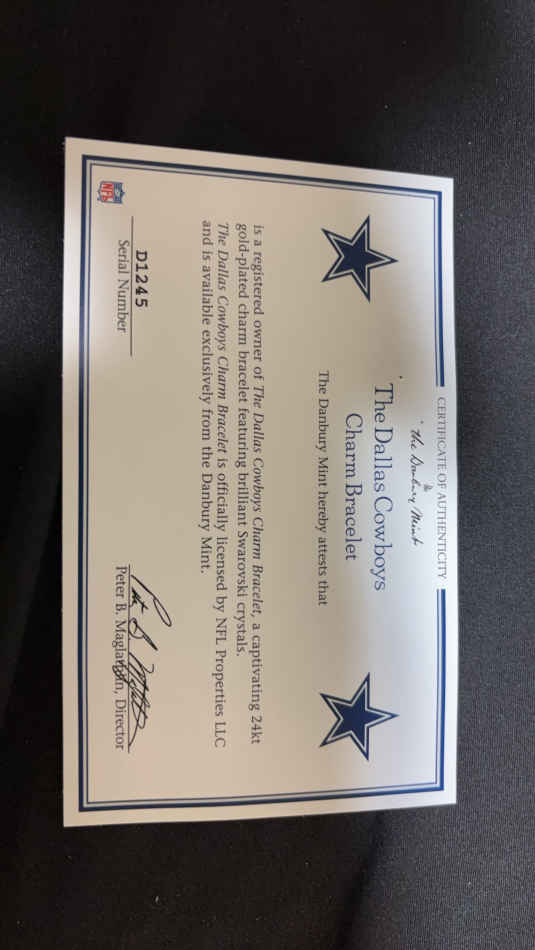 CERTIFICATE OF AUTHENTICITY
the Danbury Mint
The Dallas Cowboys
Charm Bracelet
The Danbury Mint hereby attests that
is a registered owner of The Dallas Cowboys Charm Bracelet, a captivating 24kt
gold-plated charm bracelet featuring brilliant Swarovski crystals.
The Dallas Cowboys Charm Bracelet is officially licensed by NFL Properties LLC
and is available exclusively from the Danbury Mint.
D1245
Serial Number
Peter B. Maglathlin, Director
NFL